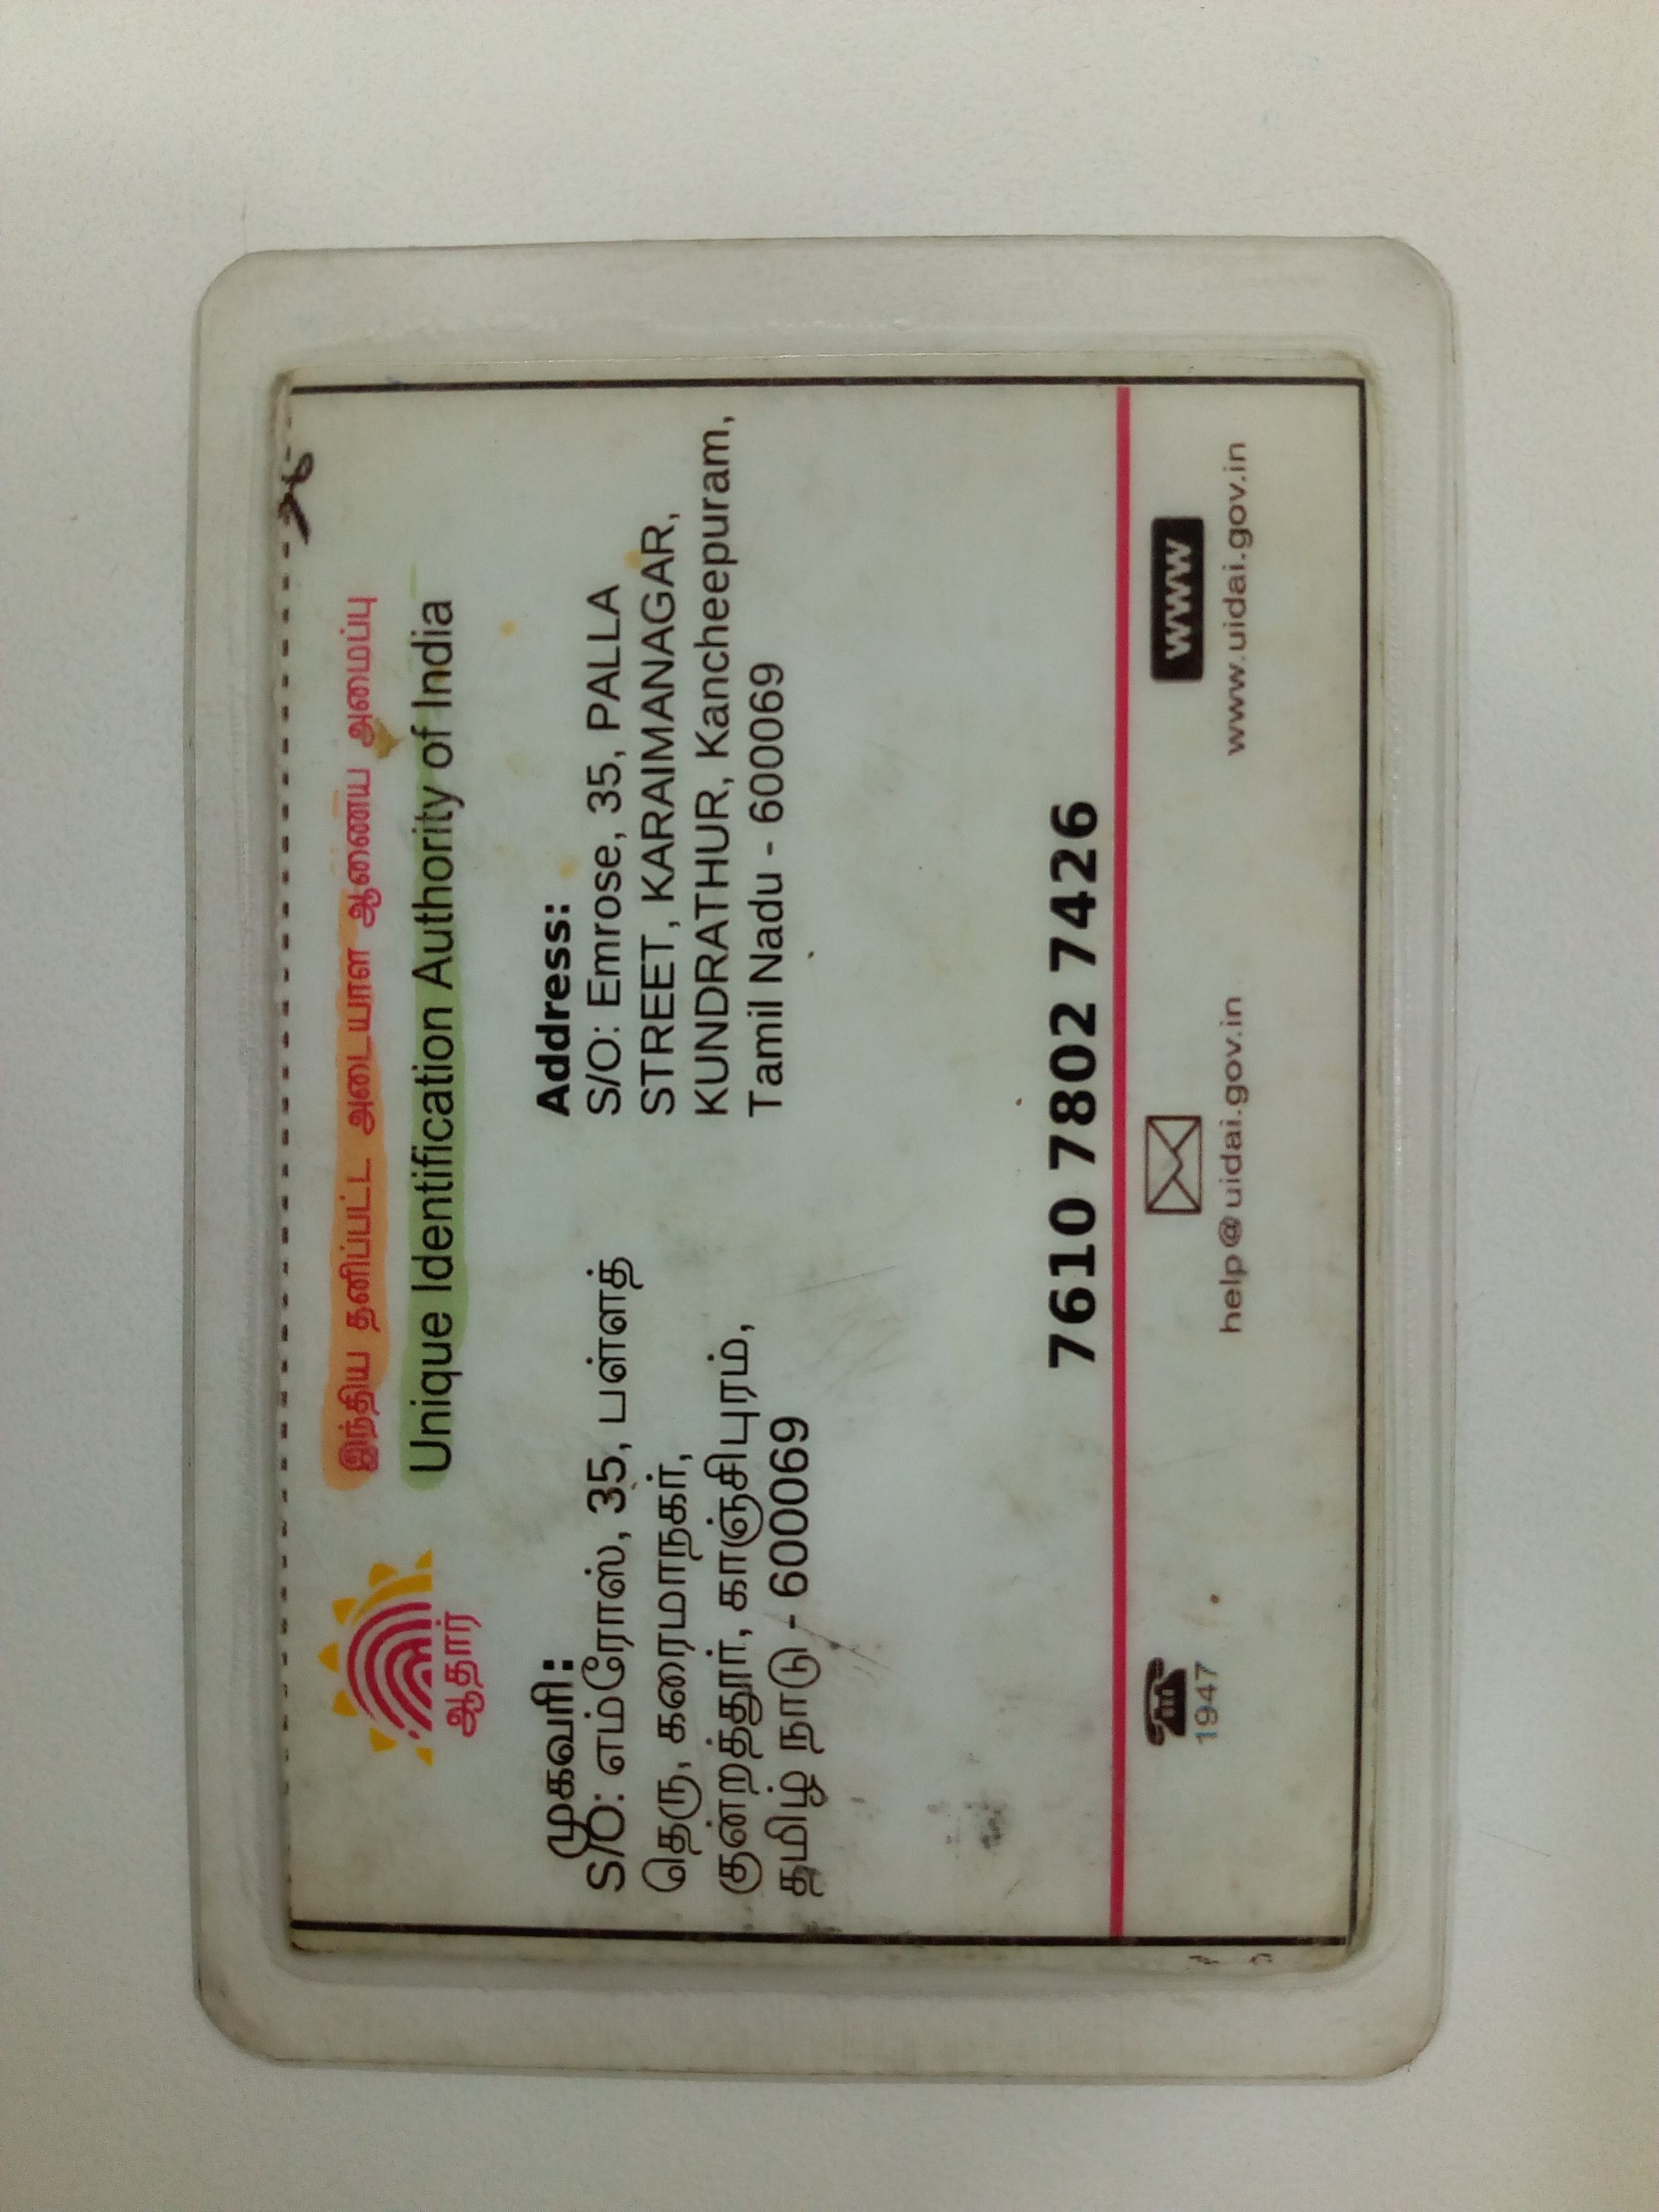 இந்திய தனிப்பட்ட அடையாள ஆணைய அமைப்பு
Unique Identification Authority of India
ஆதார்
முகவரி:
S/O: எம்ரோஸ், 35, பள்ளத்
தெரு, கரைமாநகர்,
குன்றத்தூர், காஞ்சிபுரம்,
தமிழ் நாடு - 600069
Address:
S/O: Emrose, 35, PALLA
STREET, KARAIMANAGAR,
KUNDRATHUR, Kancheepuram,
Tamil Nadu - 600069
7610 7802 7426
1947
help@uidai.gov.in
www
www.uidai.gov.in